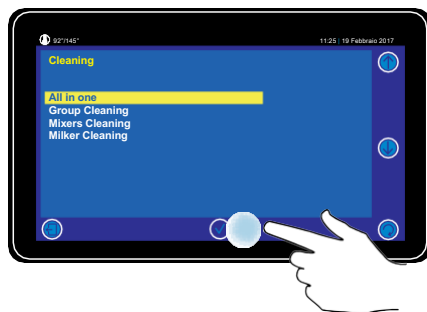 92°/145° 11:25 | 19 Febbraio 2017
Cleaning
All in one
Group Cleaning
Mixers Cleaning
Milker Cleaning